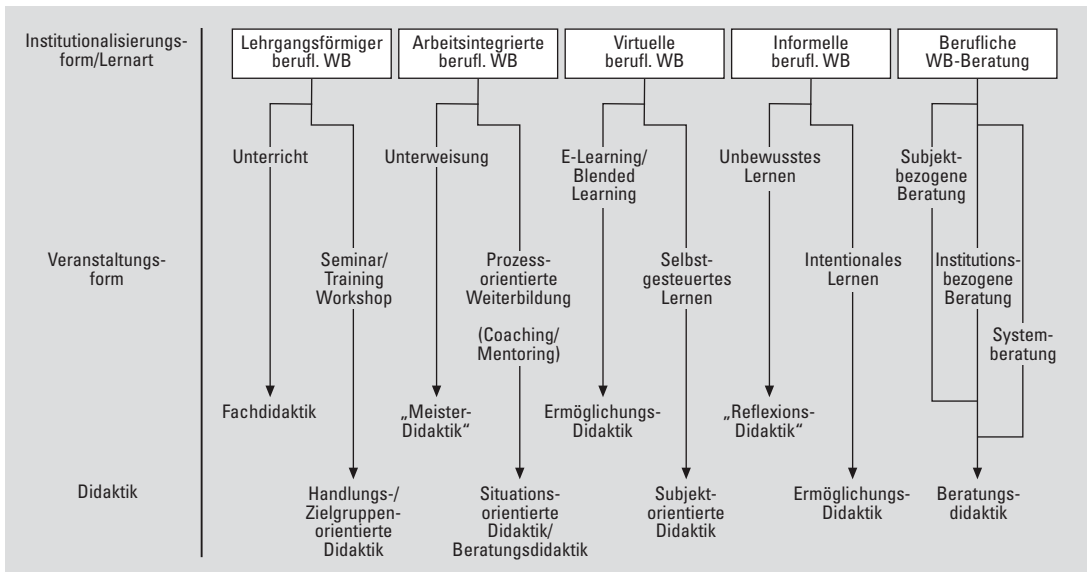 Institutionalisierungs-
form/Lernart
Lehrgangsförmiger
berufl. WB
Arbeitsintegrierte
berufl. WB
Virtuelle
berufl. WB
Informelle
berufl. WB
Berufliche
WB-Beratung
Unterricht
Unterweisung
E-Learning/
Blended
Learning
Unbewusstes
Lernen
Subjekt-
bezogene
Beratung
Veranstaltungs-
form
Seminar/
Training
Workshop
Prozess-
orientierte
Weiterbildung
(Coaching/
Mentoring)
Selbst-
gesteuertes
Lernen
Intentionales
Lernen
Institutions-
bezogene
Beratung
System-
beratung
Fachdidaktik
„Meister-
Didaktik“
Ermöglichungs-
Didaktik
„Reflexions-
Didaktik“
Didaktik
Handlungs-/
Zielgruppen-
orientierte
Didaktik
Situations-
orientierte
Didaktik/
Beratungsdidaktik
Subjekt-
orientierte
Didaktik
Ermöglichungs-
Didaktik
Beratungs-
didaktik